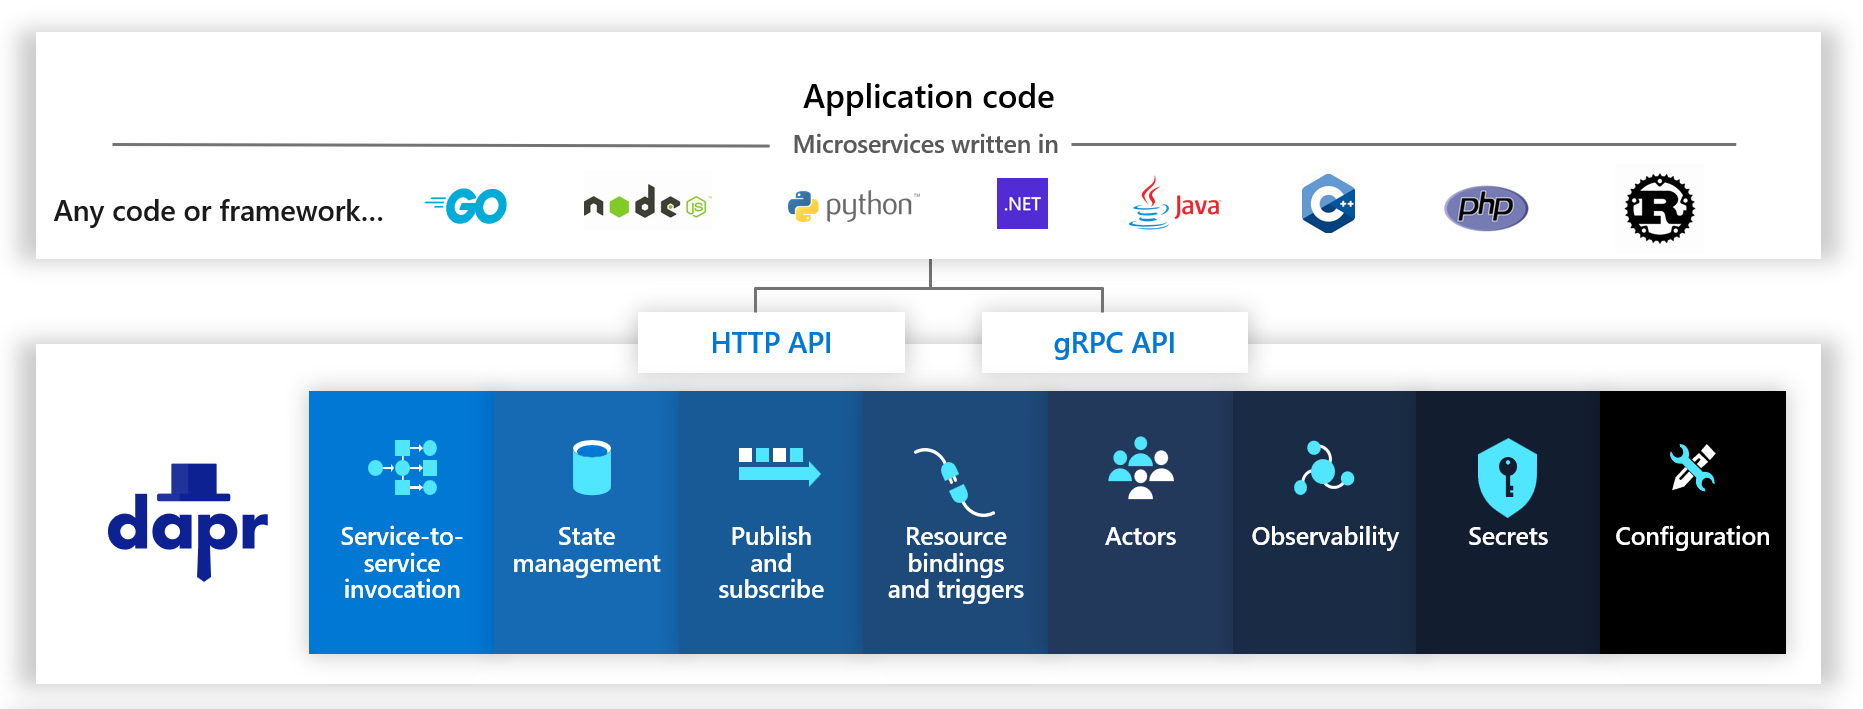 Application code
Microservices written in
Any code or framework...
GO
node
JS
python™
.NET
Java
C++
php
R
HTTP API
gRPC API
dapr
Service-to-
service
invocation
State
management
Publish
and
subscribe
Resource
bindings
and triggers
Actors
Observability
Secrets
Configuration